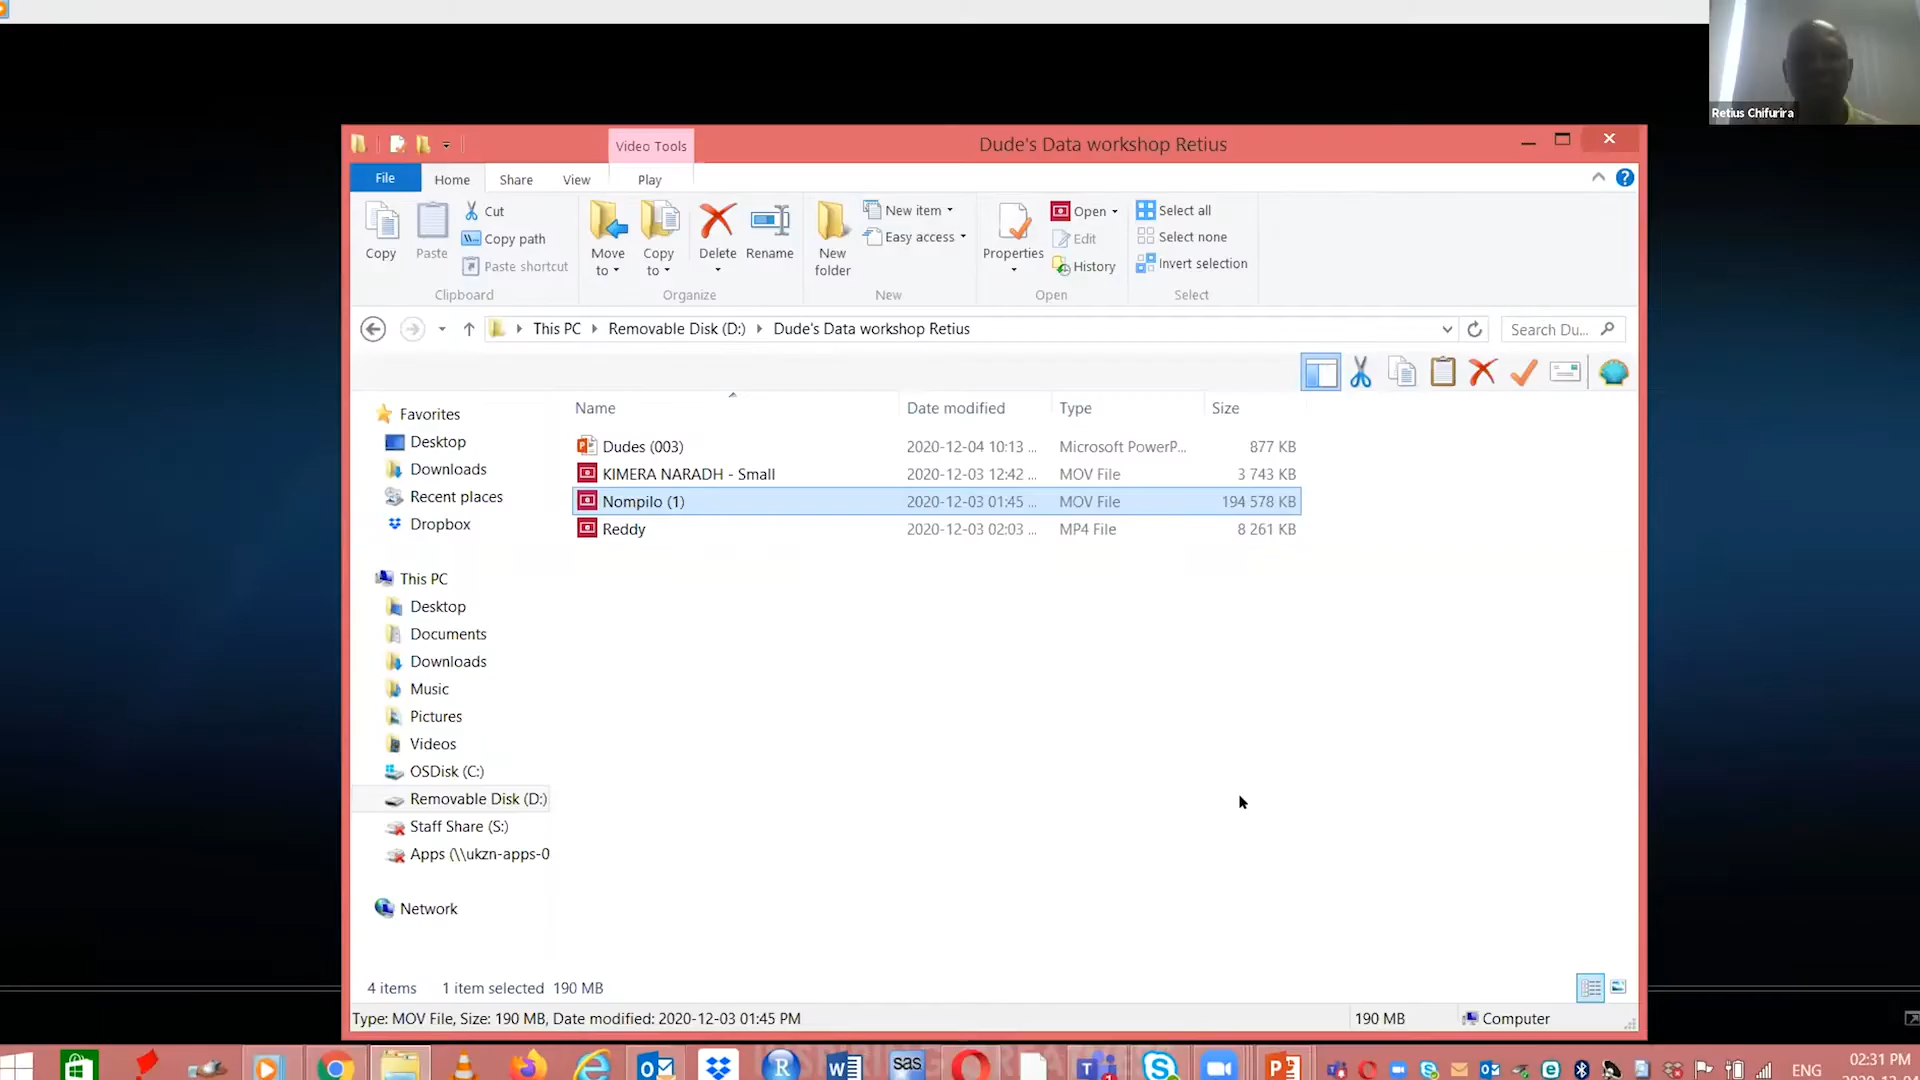 Retius Chifurira
Video Tools
Dude's Data workshop Retius
File
Home
Share
View
Play
Copy
Paste
Cut
Copy path
Paste shortcut
Clipboard
Move to
Copy to
Delete
Rename
Organize
New folder
New item
Easy access
New
Properties
Open
Edit
History
Open
Select all
Select none
Invert selection
Select
This PC
Removable Disk (D:)
Dude's Data workshop Retius
Search Du...
Favorites
Desktop
Downloads
Recent places
Dropbox
This PC
Desktop
Documents
Downloads
Music
Pictures
Videos
OSDisk (C:)
Removable Disk (D:)
Staff Share (S:)
Apps (\\ukzn-apps-0
Network
Name Date modified Type Size
Dudes (003) 2020-12-04 10:13 ... Microsoft PowerP... 877 KB
KIMERA NARADH - Small 2020-12-03 12:42 ... MOV File 3 743 KB
Nompilo (1) 2020-12-03 01:45 ... MOV File 194 578 KB
Reddy 2020-12-03 02:03 ... MP4 File 8 261 KB
4 items 1 item selected 190 MB
Type: MOV File, Size: 190 MB, Date modified: 2020-12-03 01:45 PM
190 MB
Computer
sas
ENG
02:31 PM